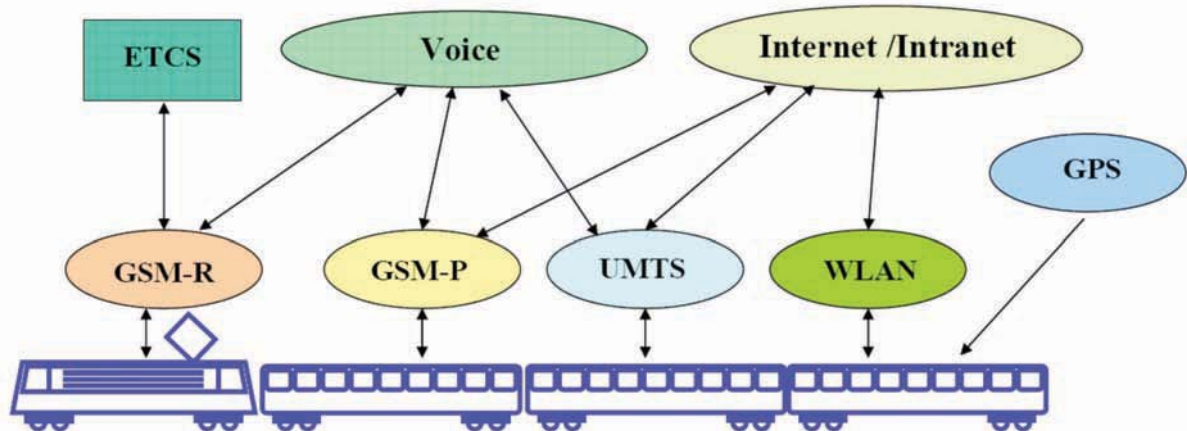 ETCS
Voice
Internet /Intranet
GPS
GSM-R
GSM-P
UMTS
WLAN